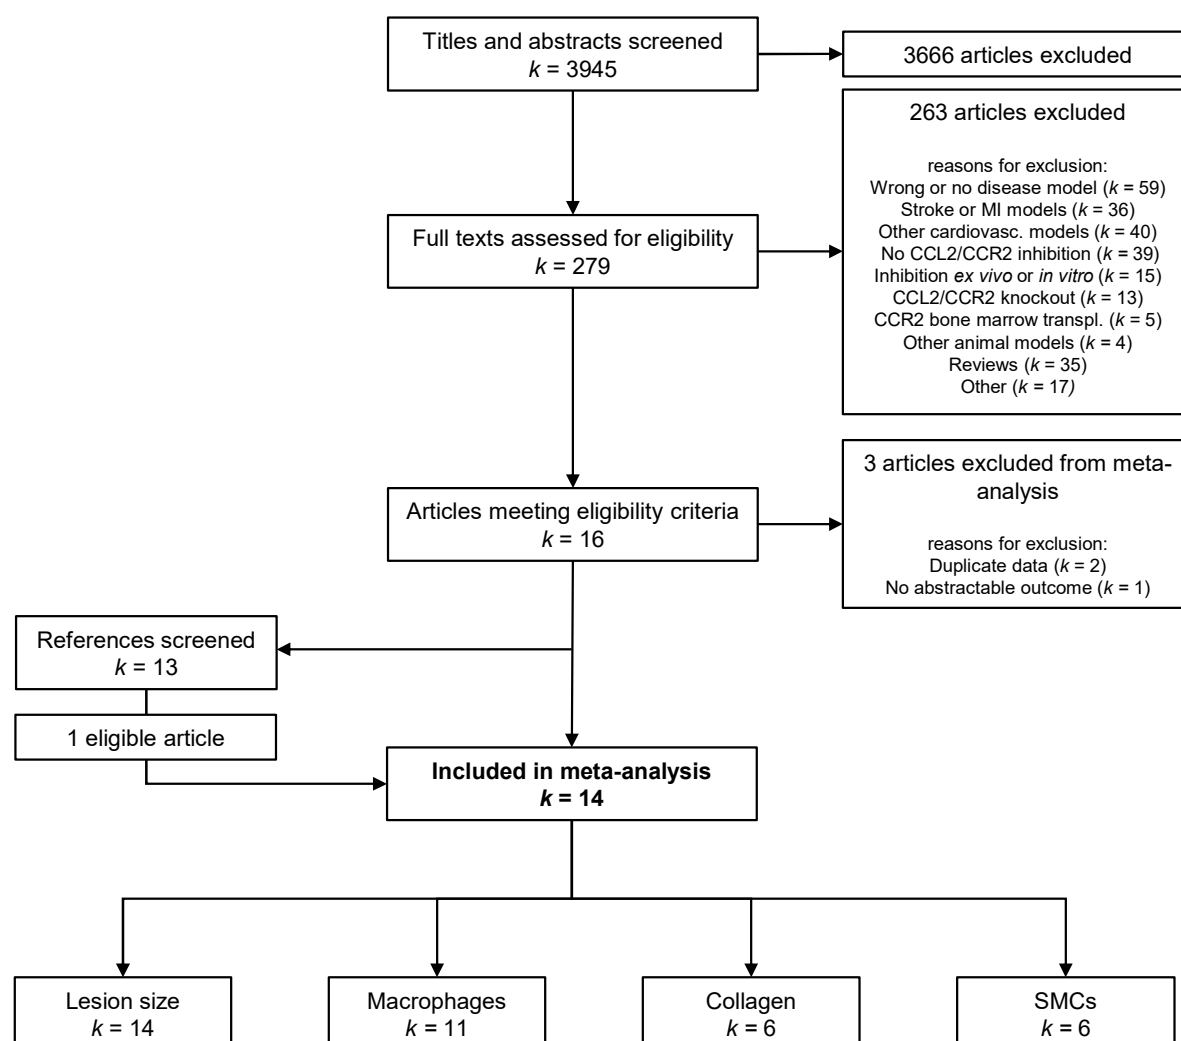 Titles and abstracts screened
k = 3945
3666 articles excluded
263 articles excluded
reasons for exclusion:
Wrong or no disease model (k = 59)
Stroke or MI models (k = 36)
Other cardiovasc. models (k = 40)
No CCL2/CCR2 inhibition (k = 39)
Inhibition ex vivo or in vitro (k = 15)
CCL2/CCR2 knockout (k = 13)
CCR2 bone marrow transpl. (k = 5)
Other animal models (k = 4)
Reviews (k = 35)
Other (k = 17)
Full texts assessed for eligibility
k = 279
Articles meeting eligibility criteria
k = 16
3 articles excluded from meta-
analysis
reasons for exclusion:
Duplicate data (k = 2)
No abstractable outcome (k = 1)
References screened
k = 13
1 eligible article
Included in meta-analysis
k = 14
Lesion size
k = 14
Macrophages
k = 11
Collagen
k = 6
SMCs
k = 6